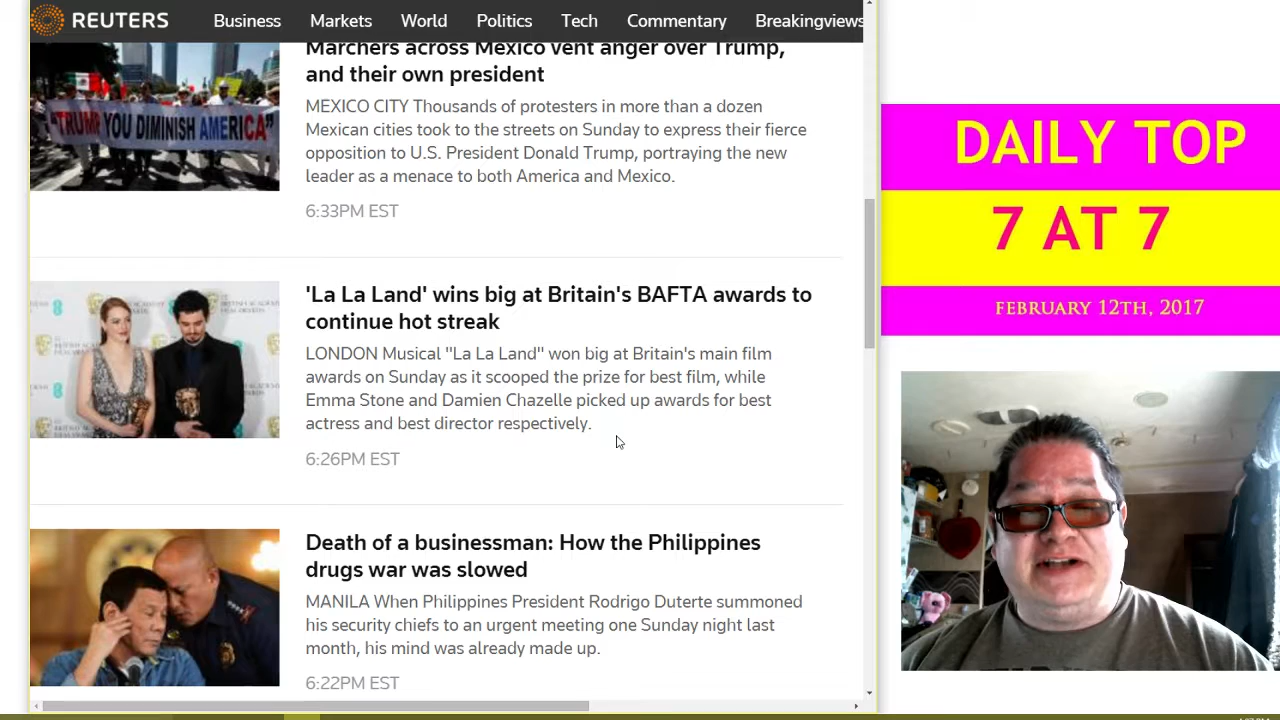 REUTERS Business Markets World Politics Tech Commentary Breakingviews
Marchers across Mexico vent anger over Trump,
and their own president
MEXICO CITY Thousands of protesters in more than a dozen
Mexican cities took to the streets on Sunday to express their fierce
opposition to U.S. President Donald Trump, portraying the new
leader as a menace to both America and Mexico.
6:33PM EST
"TRUMP YOU DIMINISH AMERICA"
'La La Land' wins big at Britain's BAFTA awards to
continue hot streak
LONDON Musical "La La Land" won big at Britain's main film
awards on Sunday as it scooped the prize for best film, while
Emma Stone and Damien Chazelle picked up awards for best
actress and best director respectively.
6:26PM EST
Death of a businessman: How the Philippines
drugs war was slowed
MANILA When Philippines President Rodrigo Duterte summoned
his security chiefs to an urgent meeting one Sunday night last
month, his mind was already made up.
6:22PM EST
DAILY TOP
7 AT 7
FEBRUARY 12TH, 2017